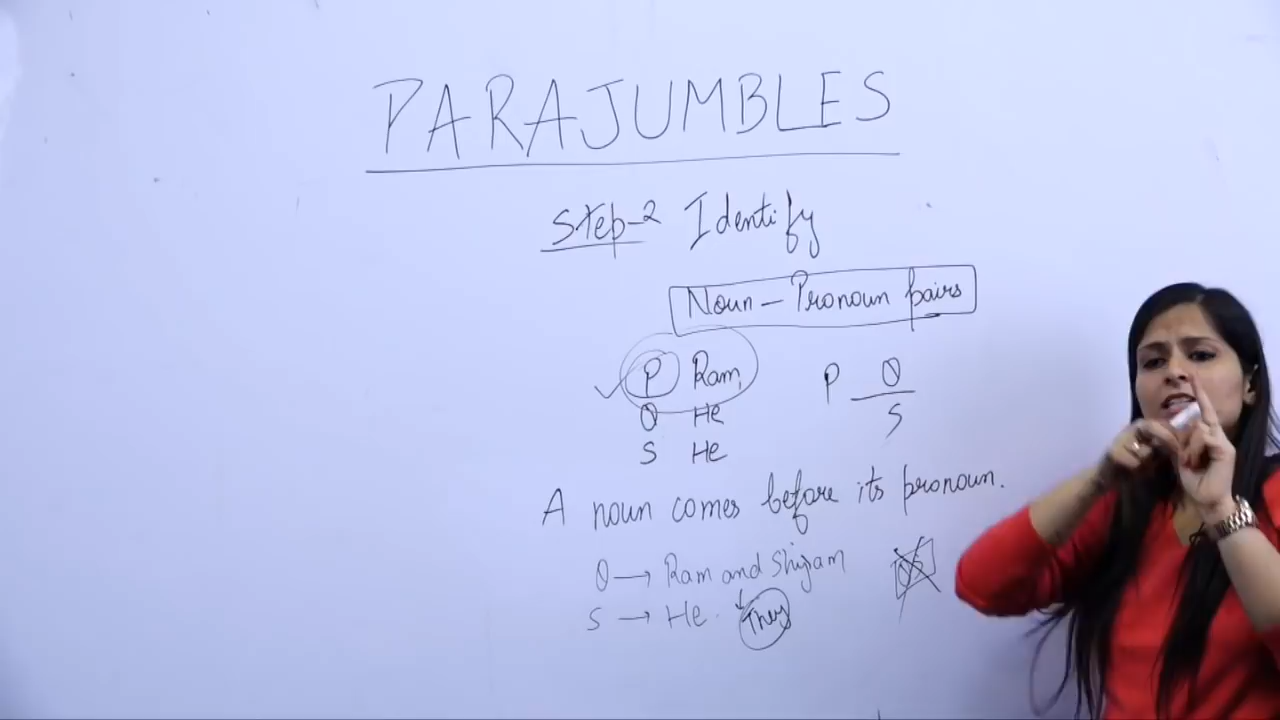 PARAJUMBLES
Step-2 Identify
Noun - Pronoun pairs
P Ram
Q He
S He
P Q
S
A noun comes before its pronoun.
Q → Ram and Shyam
S → He
They
QS